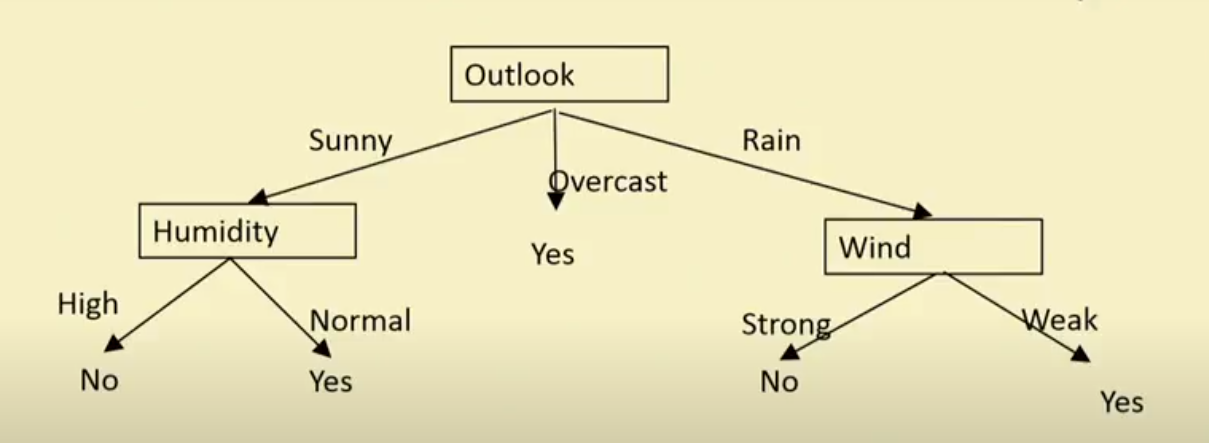 Outlook
Sunny
Rain
Overcast
Humidity
Yes
Wind
High
Normal
Strong
Weak
No
Yes
No
Yes